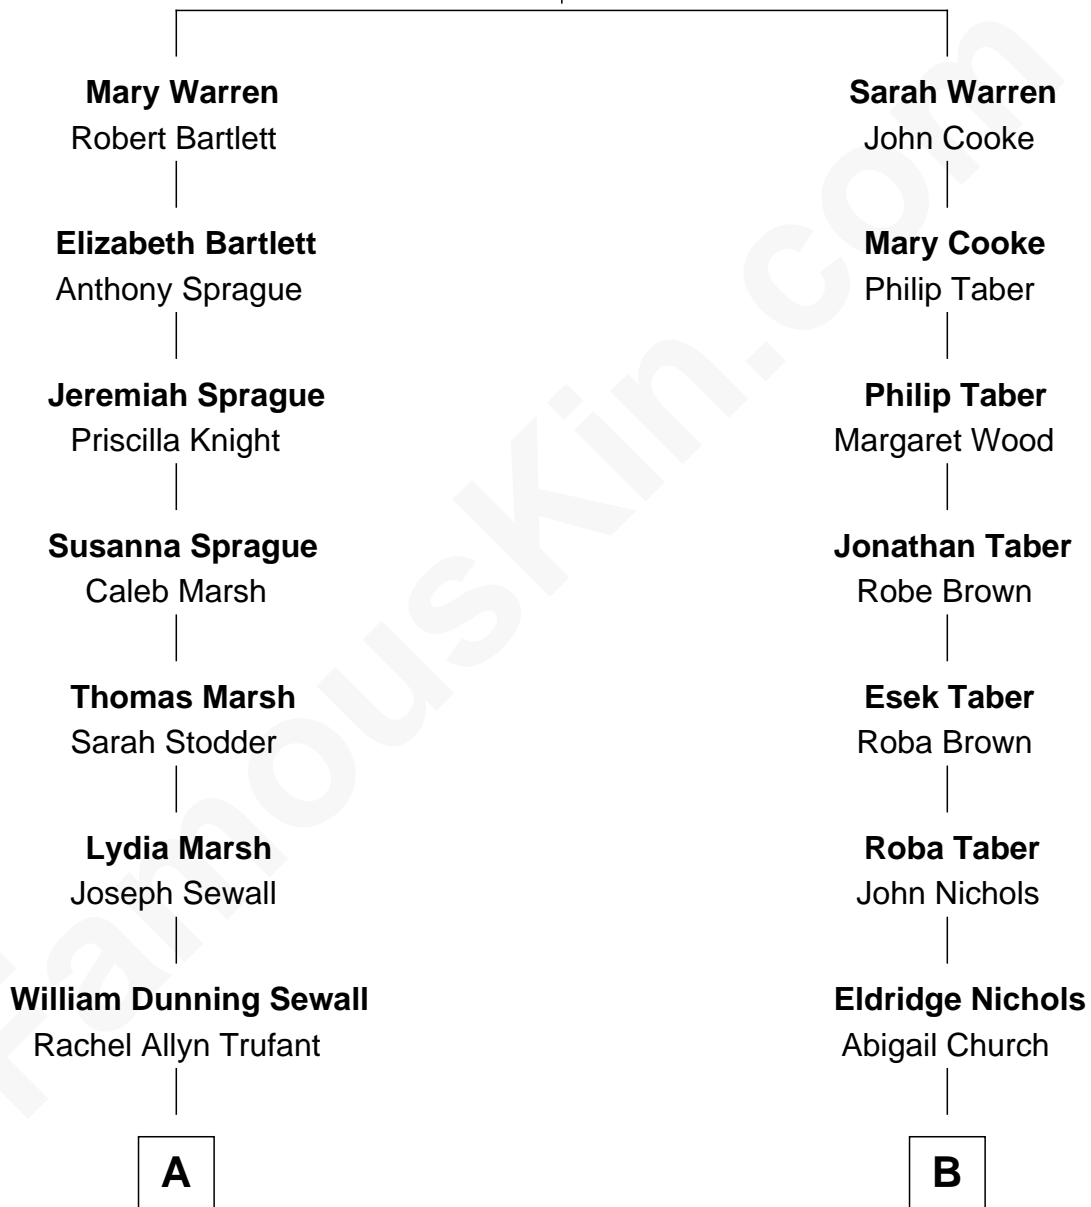 Mary Warren
Robert Bartlett
Elizabeth Bartlett
Anthony Sprague
Jeremiah Sprague
Priscilla Knight
Susanna Sprague
Caleb Marsh
Thomas Marsh
Sarah Stodder
Lydia Marsh
Joseph Sewall
William Dunning Sewall
Rachel Allyn Trufant
A
Sarah Warren
John Cooke
Mary Cooke
Philip Taber
Philip Taber
Margaret Wood
Jonathan Taber
Robe Brown
Esek Taber
Roba Brown
Roba Taber
John Nichols
Eldridge Nichols
Abigail Church
B
FamousKin.com